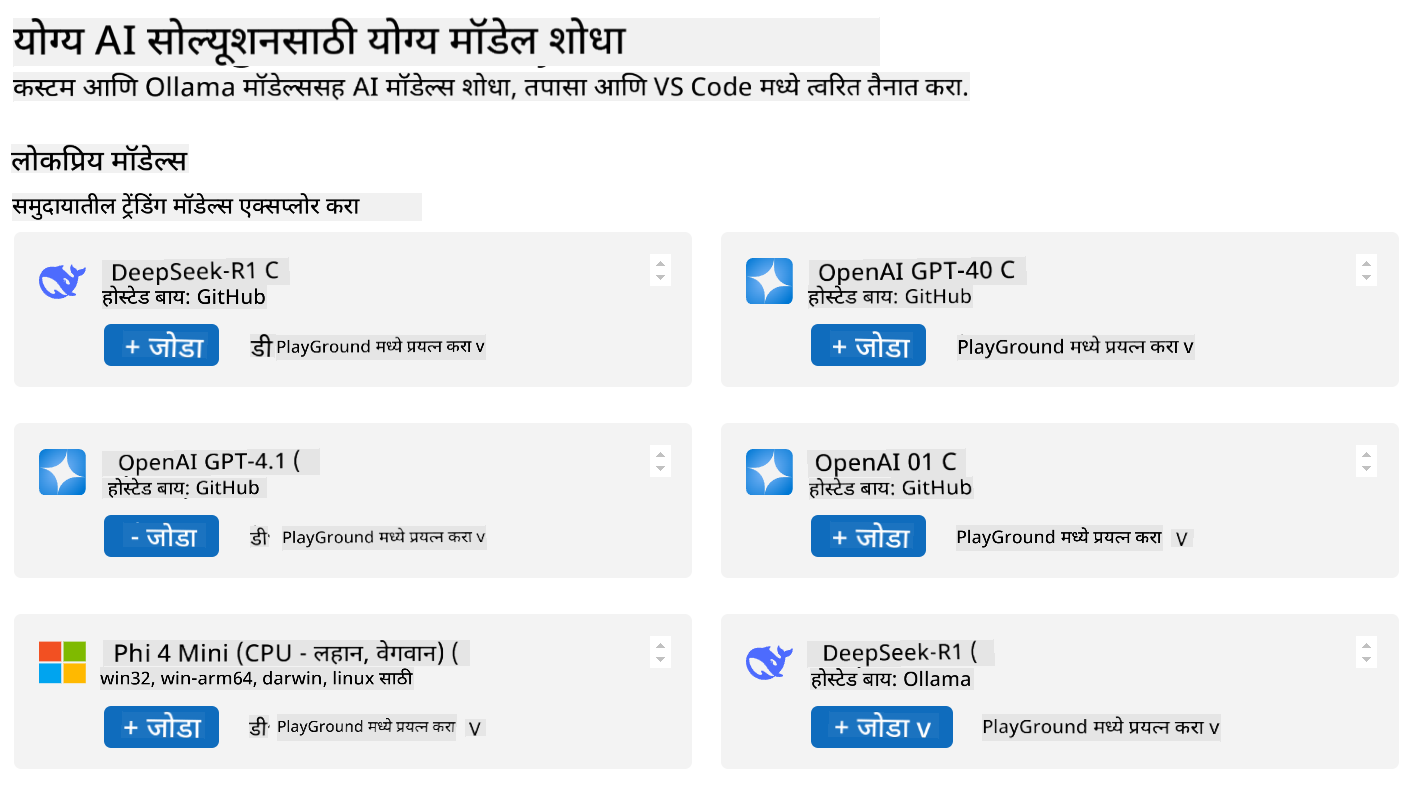 योग्य AI सोल्यूशनसाठी योग्य मॉडेल शोधा
कस्टम आणि Ollama मॉडेल्ससह AI मॉडेल्स शोधा, तपासा आणि VS Code मध्ये त्वरित तैनात करा.
लोकप्रिय मॉडेल्स
समुदायातील ट्रेंडिंग मॉडेल्स एक्सप्लोर करा
DeepSeek-R1 C
होस्टेड बाय: GitHub
+ जोडा डी PlayGround मध्ये प्रयत्न करा v
OpenAI GPT-40 C
होस्टेड बाय: GitHub
+ जोडा PlayGround मध्ये प्रयत्न करा v
OpenAI GPT-4.1 (
होस्टेड बाय: GitHub
- जोडा डी PlayGround मध्ये प्रयत्न करा v
OpenAI 01 C
होस्टेड बाय: GitHub
+ जोडा PlayGround मध्ये प्रयत्न करा V
Phi 4 Mini (CPU - लहान, वेगवान) (
win32, win-arm64, darwin, linux साठी
+ जोडा डी PlayGround मध्ये प्रयत्न करा V
DeepSeek-R1 (
होस्टेड बाय: Ollama
+ जोडा v PlayGround मध्ये प्रयत्न करा v